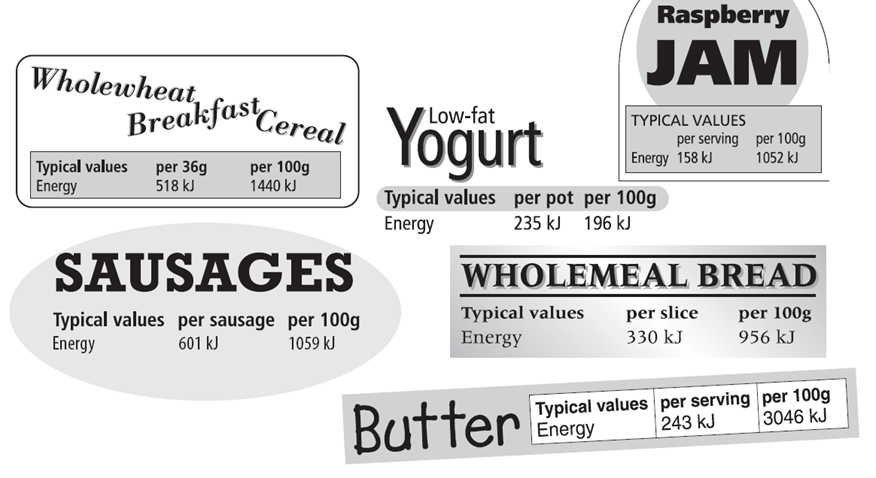 Raspberry
JAM
TYPICAL VALUES
per serving per 100g
Energy 158 kJ 1052 kJ
Wholewheat
Breakfast
Cereal
Typical values per 36g per 100g
Energy 518 kJ 1440 kJ
Low-fat
Yogurt
Typical values per pot per 100g
Energy 235 kJ 196 kJ
SAUSAGES
Typical values per sausage per 100g
Energy 601 kJ 1059 kJ
WHOLEMEAL BREAD
Typical values per slice per 100g
Energy 330 kJ 956 kJ
Butter
Typical values per serving per 100g
Energy 243 kJ 3046 kJ